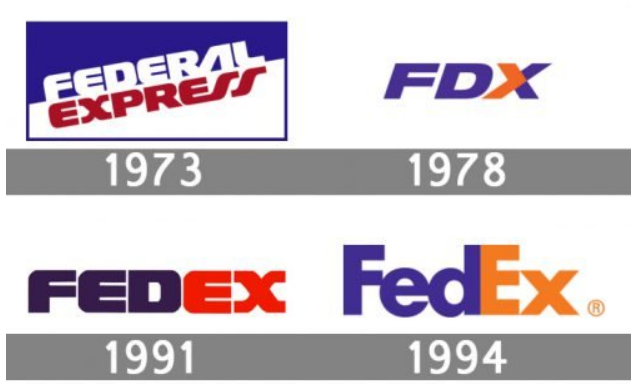 FEDERAL
EXPRESS
1973
FDX
1978
FEDEX
1991
FedEx®
1994